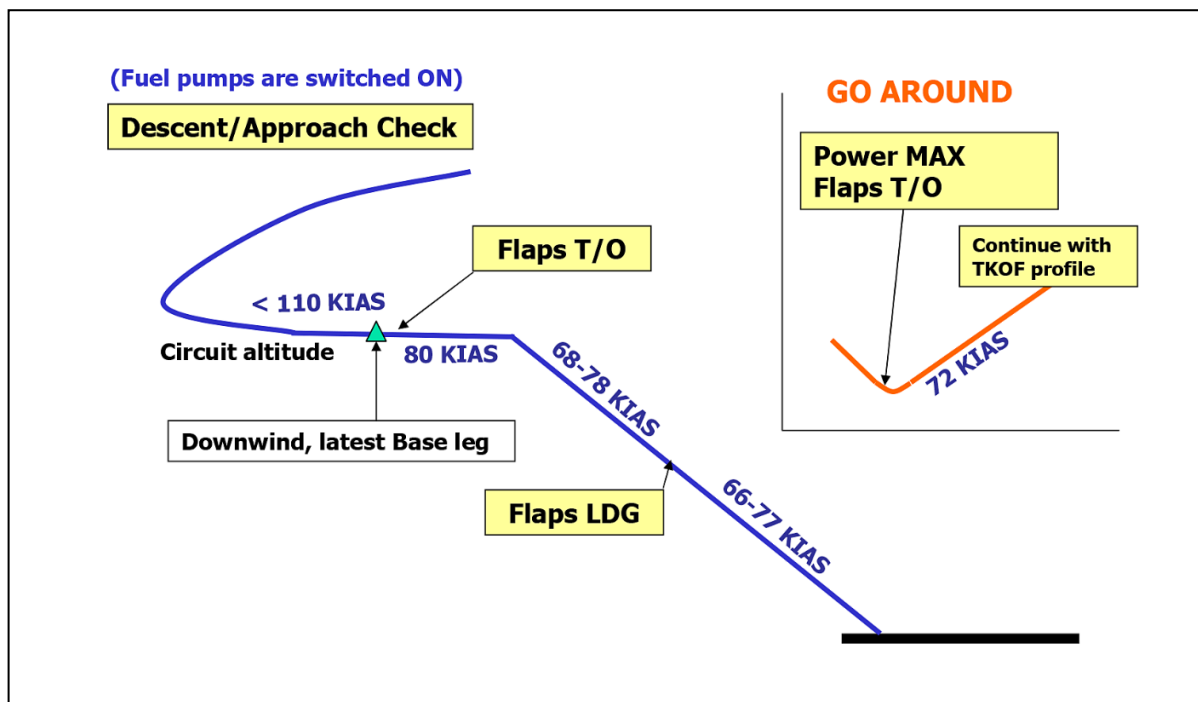 (Fuel pumps are switched ON)
Descent/Approach Check
Flaps T/O
< 110 KIAS
Circuit altitude
80 KIAS
Downwind, latest Base leg
68-78 KIAS
Flaps LDG
66-77 KIAS
GO AROUND
Power MAX
Flaps T/O
Continue with
TKOF profile
72 KIAS